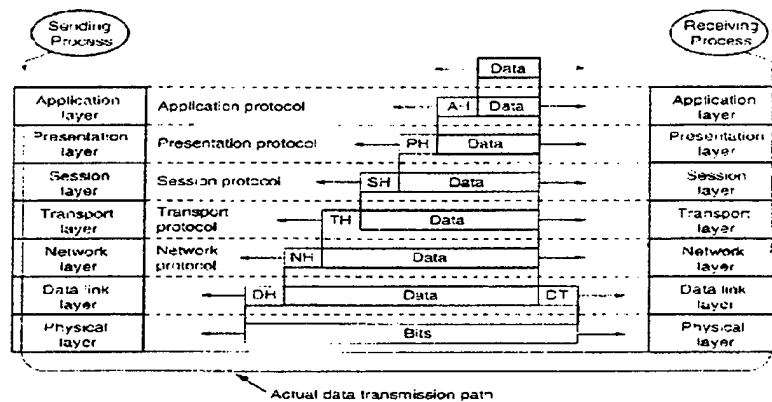 Sending
Process
Receiving
Process
Data
Application
layer
Application protocol
AH
Data
Application
layer
Presentation
layer
Presentation protocol
PH
Data
Presentation
layer
Session
layer
Session protocol
SH
Data
Session
layer
Transport
layer
Transport
protocol
TH
Data
Transport
layer
Network
layer
Network
protocol
NH
Data
Network
layer
Data link
layer
DH
Data
DT
Data link
layer
Physical
layer
Bits
Physical
layer
Actual data transmission path